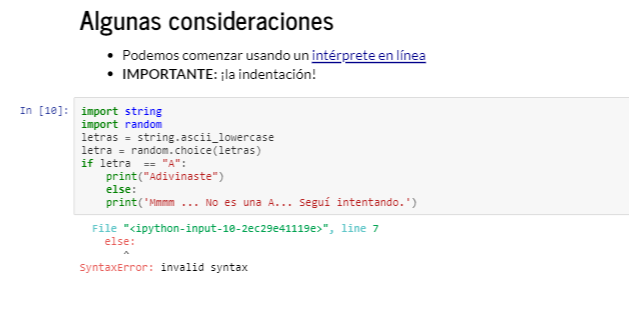 Algunas consideraciones
• Podemos comenzar usando un intérprete en línea
• IMPORTANTE: ¡la indentación!
In [10]:
import string
import random
letras = string.ascii_lowercase
letra = random.choice(letras)
if letra  == "A":
    print("Adivinaste")
    else:
    print('Mmmm ... No es una A... Seguí intentando.')
  File "<ipython-input-10-2ec29e41119e>", line 7
    else:
       ^
SyntaxError: invalid syntax